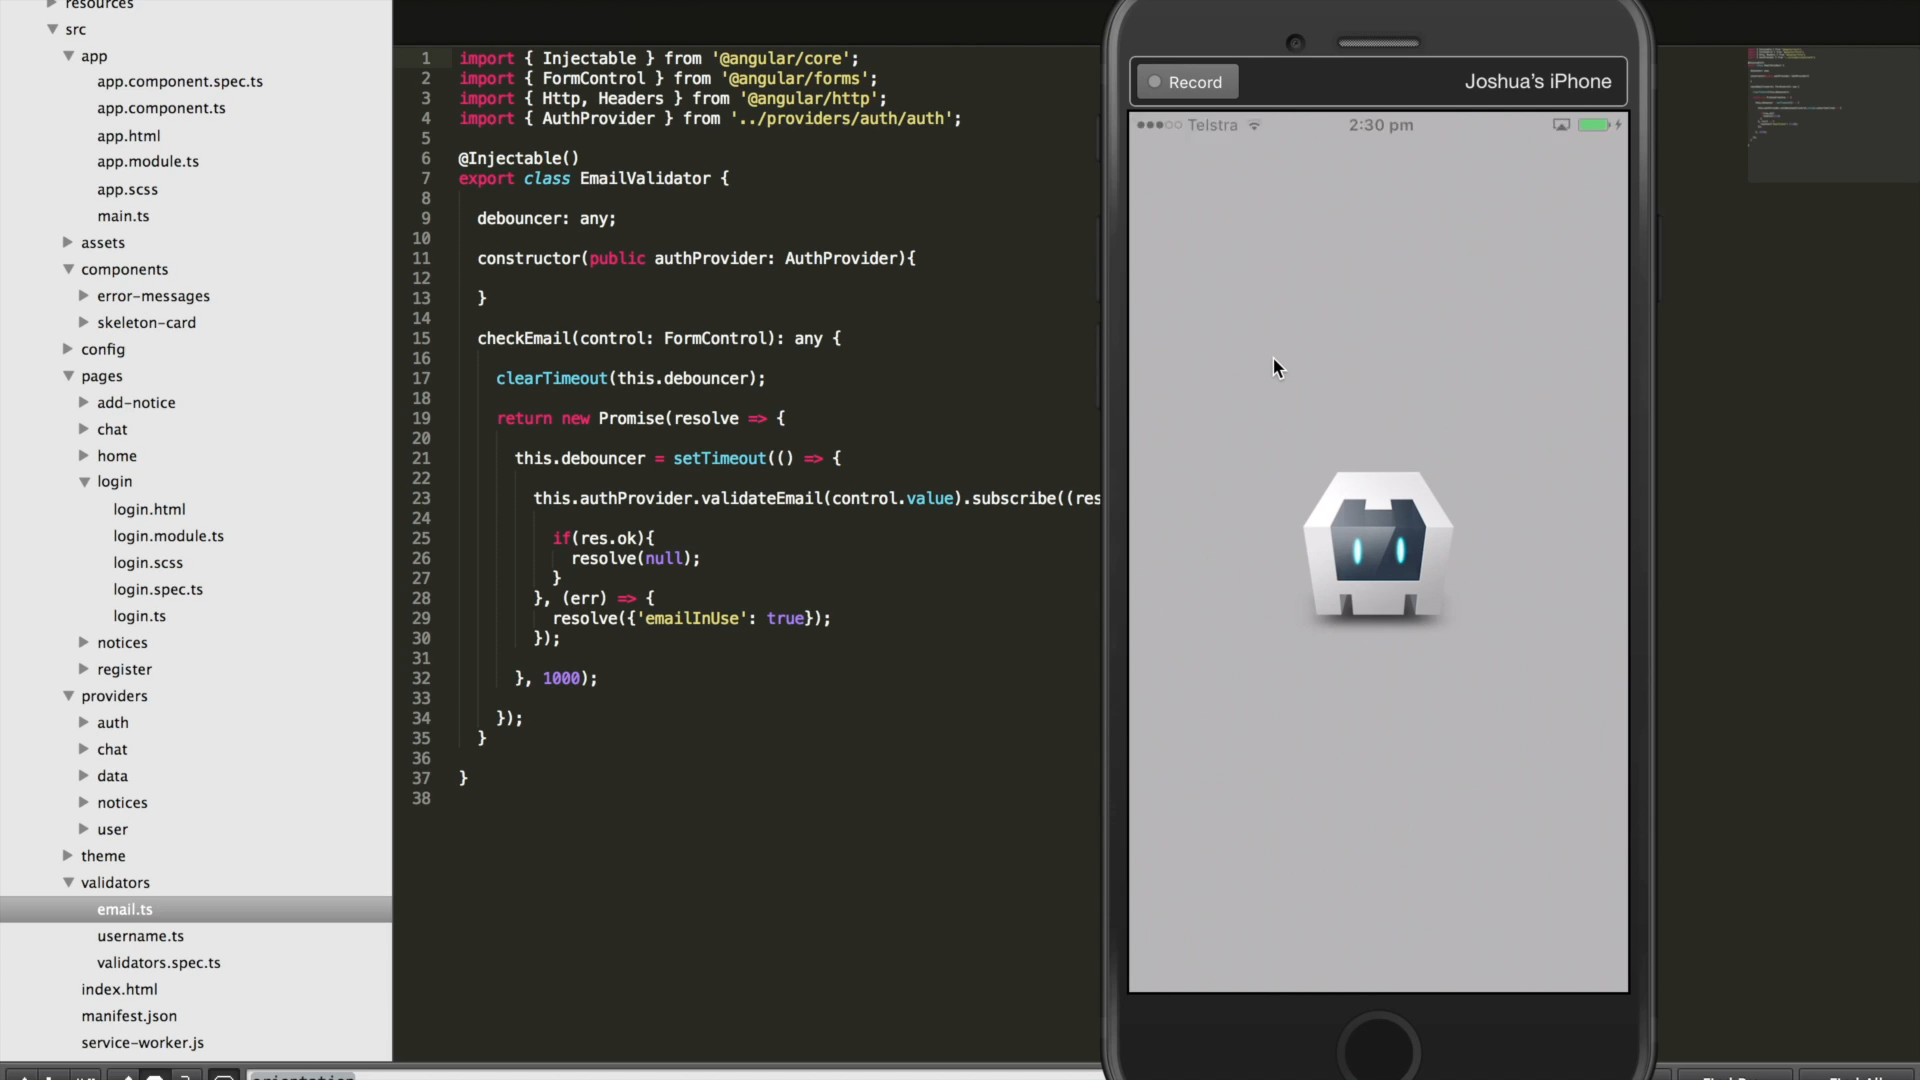 resources
src
app
app.component.spec.ts
app.component.ts
app.html
app.module.ts
app.scss
main.ts
assets
components
error-messages
skeleton-card
config
pages
add-notice
chat
home
login
login.html
login.module.ts
login.scss
login.spec.ts
login.ts
notices
register
providers
auth
chat
data
notices
user
theme
validators
email.ts
username.ts
validators.spec.ts
index.html
manifest.json
service-worker.js
1 import { Injectable } from '@angular/core';
2 import { FormControl } from '@angular/forms';
3 import { Http, Headers } from '@angular/http';
4 import { AuthProvider } from '../providers/auth/auth';
5
6 @Injectable()
7 export class EmailValidator {
8
9 debouncer: any;
10
11 constructor(public authProvider: AuthProvider){
12
13 }
14
15 checkEmail(control: FormControl): any {
16
17 clearTimeout(this.debouncer);
18
19 return new Promise(resolve => {
20
21 this.debouncer = setTimeout(() => {
22
23 this.authProvider.validateEmail(control.value).subscribe((res
24
25 if(res.ok){
26 resolve(null);
27 }
28 }, (err) => {
29 resolve({'emailInUse': true});
30 });
31
32 }, 1000);
33
34 });
35 }
36
37 }
38
Record
Joshua's iPhone
Telstra
2:30 pm
orientation